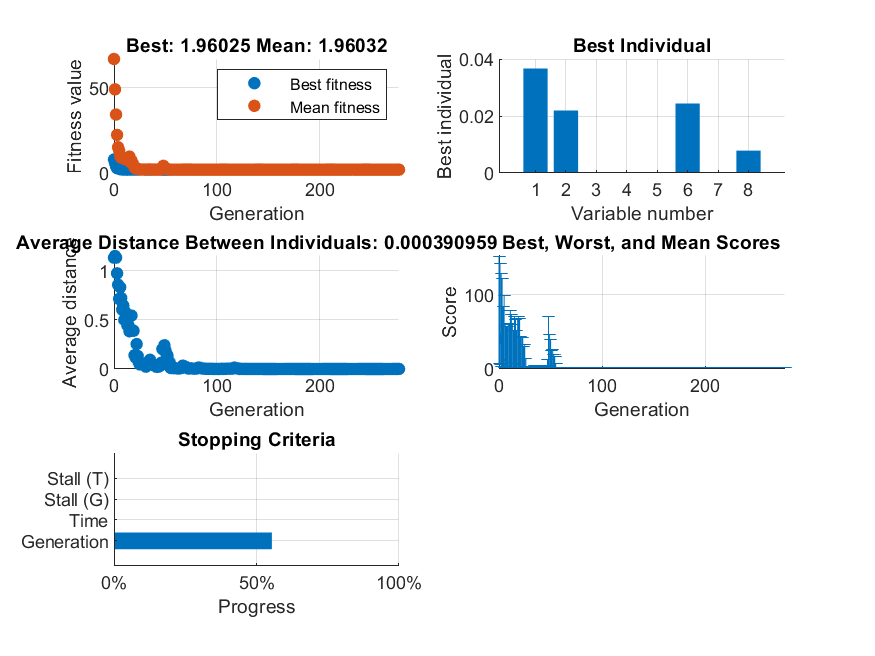 Best: 1.96025 Mean: 1.96032
Fitness value
50
0
Best fitness
Mean fitness
0 100 200
Generation
Best Individual
Best individual
0.04
0.02
0
1 2 3 4 5 6 7 8
Variable number
Average Distance Between Individuals: 0.000390959
Average distance
1
0.5
0
0 100 200
Generation
Best, Worst, and Mean Scores
Score
100
0
0 100 200
Generation
Stopping Criteria
Stall (T)
Stall (G)
Time
Generation
0% 50% 100%
Progress